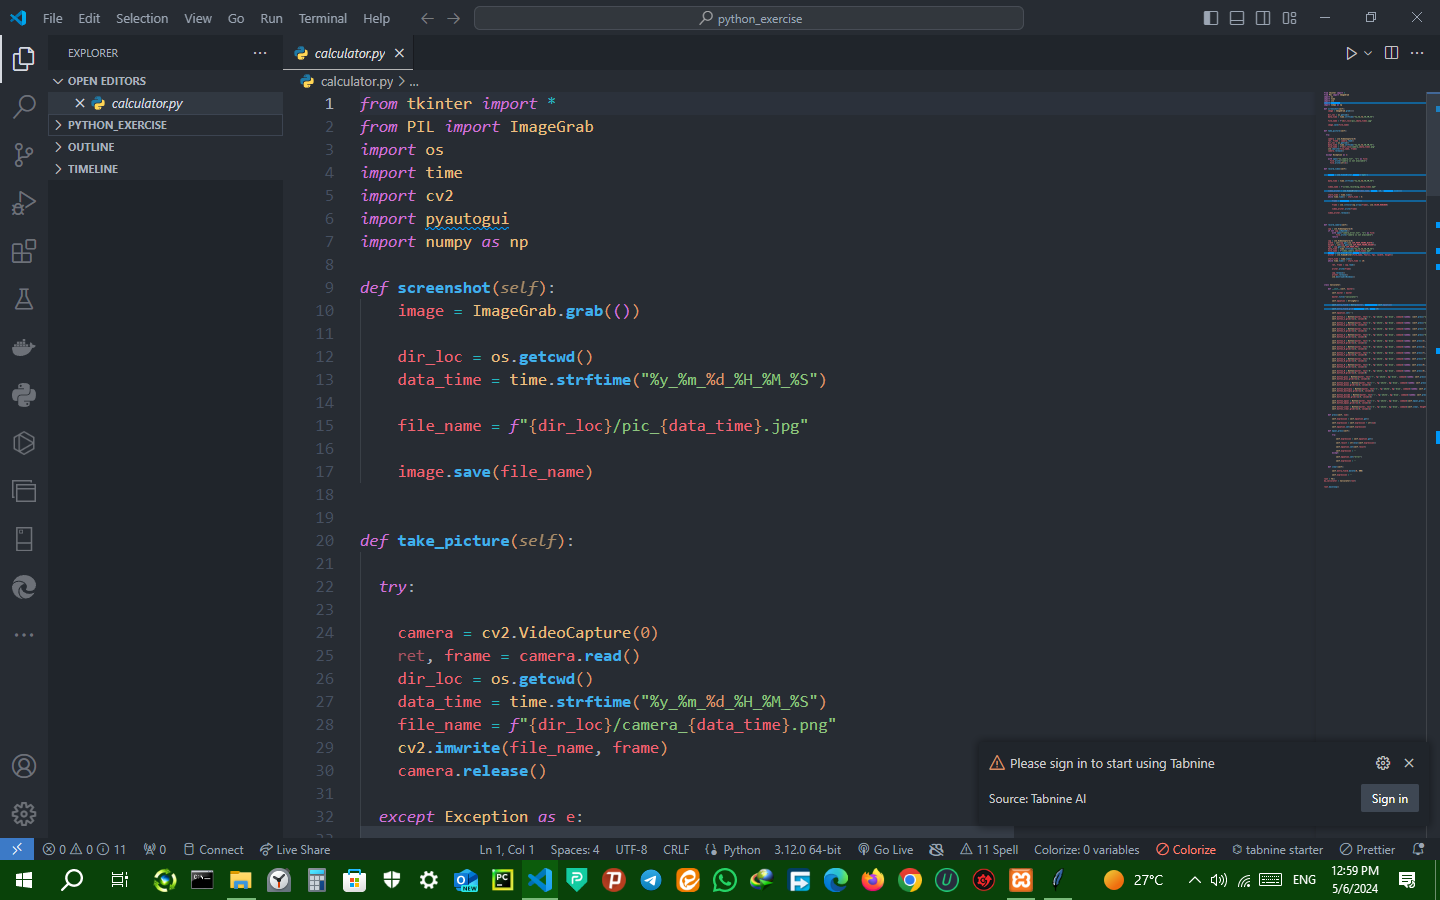 File Edit Selection View Go Run Terminal Help
python_exercise
EXPLORER
OPEN EDITORS
calculator.py
PYTHON_EXERCISE
OUTLINE
TIMELINE
calculator.py
calculator.py > ...
1 from tkinter import *
2 from PIL import ImageGrab
3 import os
4 import time
5 import cv2
6 import pyautogui
7 import numpy as np
8
9 def screenshot(self):
10 image = ImageGrab.grab(())
11
12 dir_loc = os.getcwd()
13 data_time = time.strftime("%y_%m_%d_%H_%M_%S")
14
15 file_name = f"{dir_loc}/pic_{data_time}.jpg"
16
17 image.save(file_name)
18
19
20 def take_picture(self):
21
22 try:
23
24 camera = cv2.VideoCapture(0)
25 ret, frame = camera.read()
26 dir_loc = os.getcwd()
27 data_time = time.strftime("%y_%m_%d_%H_%M_%S")
28 file_name = f"{dir_loc}/camera_{data_time}.png"
29 cv2.imwrite(file_name, frame)
30 camera.release()
31
32 except Exception as e:
Please sign in to start using Tabnine
Source: Tabnine AI
Sign in
0 0 11 0 Connect Live Share Ln 1, Col 1 Spaces: 4 UTF-8 CRLF Python 3.12.0 64-bit Go Live 11 Spell Colorize: 0 variables Colorize tabnine starter Prettier
NEW
PC
27°C
ENG
12:59 PM
5/6/2024